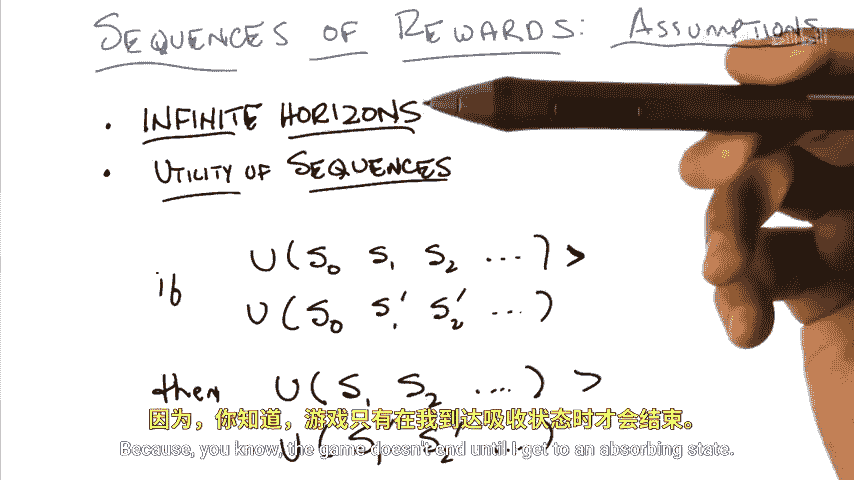 SEQUENCES OF REWARDS: ASSUMPTIONS
• INFINITE HORIZONS
• UTILITY OF SEQUENCES
if U(S₀ S₁ S₂ ...) >
U(S₀ S₁' S₂' ...)
then U(S₁ S₂ ....) >
U(S₁' S₂' ...)
因为，你知道，游戏只有在我到达吸收状态时才会结束。
Because, you know, the game doesn't end until I get to an absorbing state.